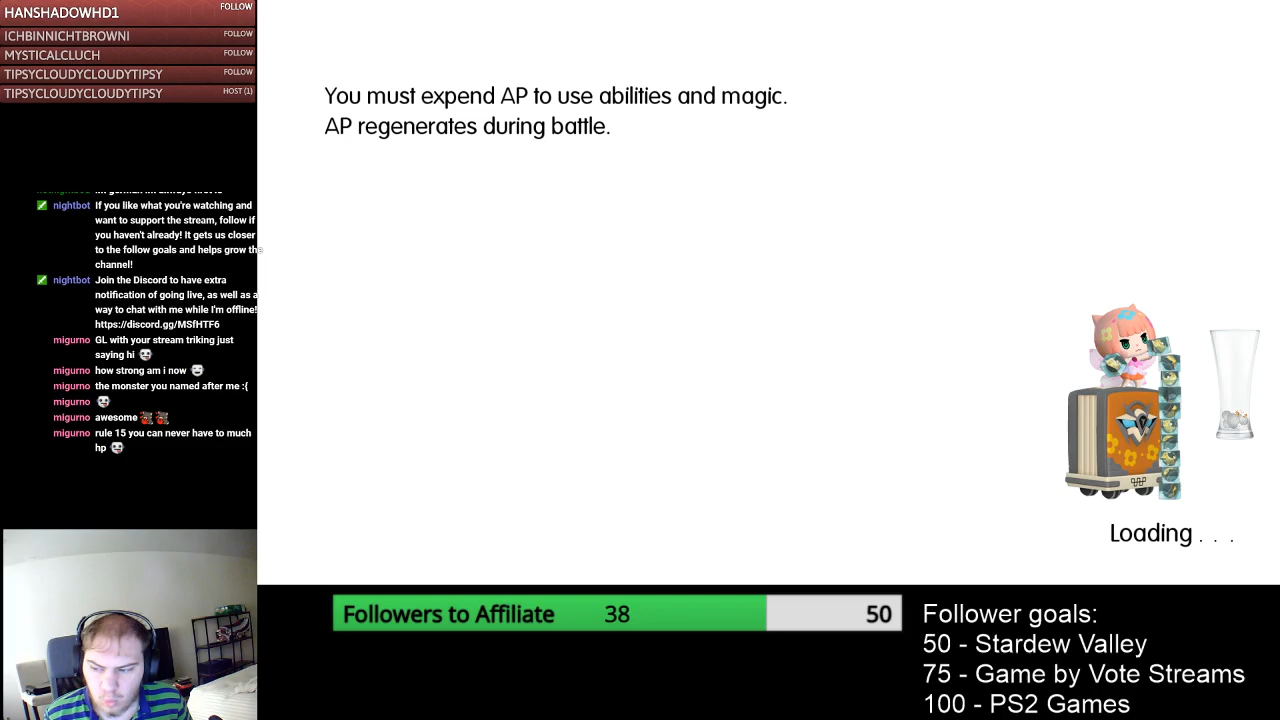 HANSHADOWHD1 FOLLOW
ICHBINNICHTBROWNI FOLLOW
MYSTICALCLUCH FOLLOW
TIPSYCLOUDYCLOUDYTIPSY FOLLOW
TIPSYCLOUDYCLOUDYTIPSY HOST (1)
nightbot If you like what you're watching and
want to support the stream, follow if
you haven't already! It gets us closer
to the follow goals and helps grow the
channel!
nightbot Join the Discord to have extra
notification of going live, as well as a
way to chat with me while I'm offline!
https://discord.gg/MSfHTF6
migurno GL with your stream triking just
saying hi
migurno how strong am i now
migurno the monster you named after me :{
migurno
migurno awesome
migurno rule 15 you can never have to much
hp
You must expend AP to use abilities and magic.
AP regenerates during battle.
Loading . . .
Followers to Affiliate 38 50
Follower goals:
50 - Stardew Valley
75 - Game by Vote Streams
100 - PS2 Games